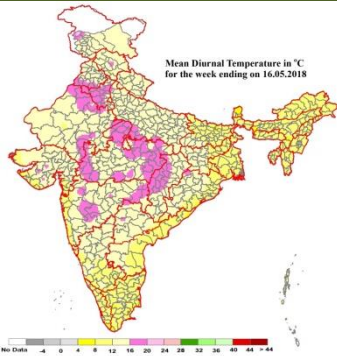 Mean Diurnal Temperature in °C
for the week ending on 16.05.2018
No Data -4 0 4 8 12 16 20 24 28 32 36 40 44 > 44